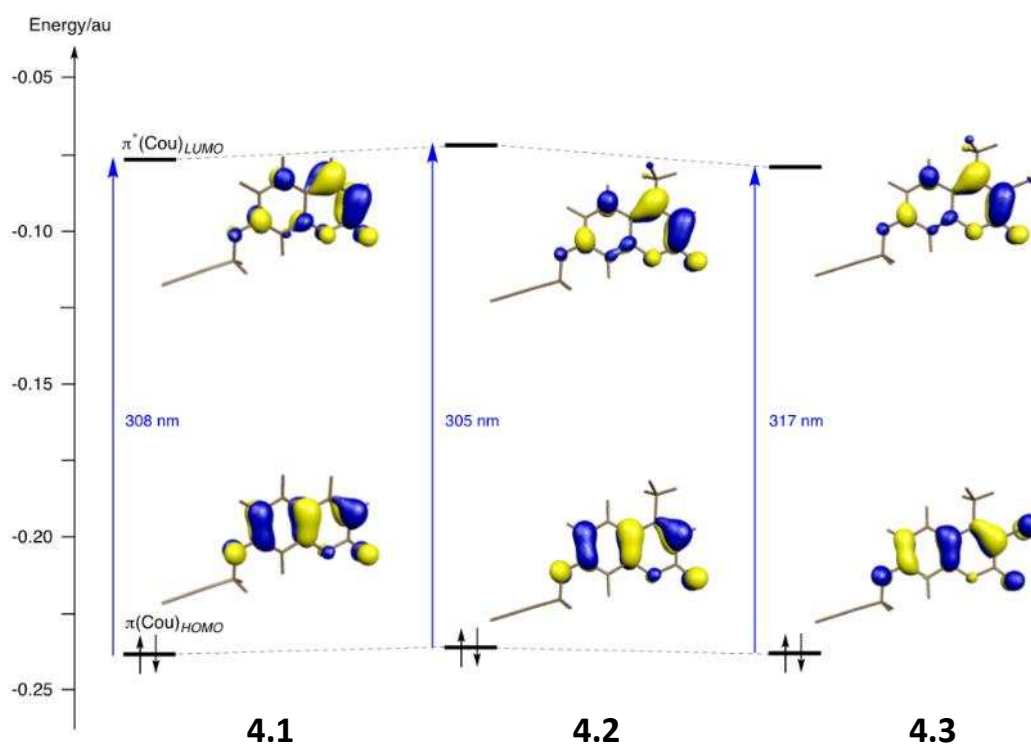 Energy/au
-0.05
π*(Cou)LUMO
-0.10
-0.15
308 nm
305 nm
317 nm
-0.20
π(Cou)HOMO
-0.25
4.1
4.2
4.3